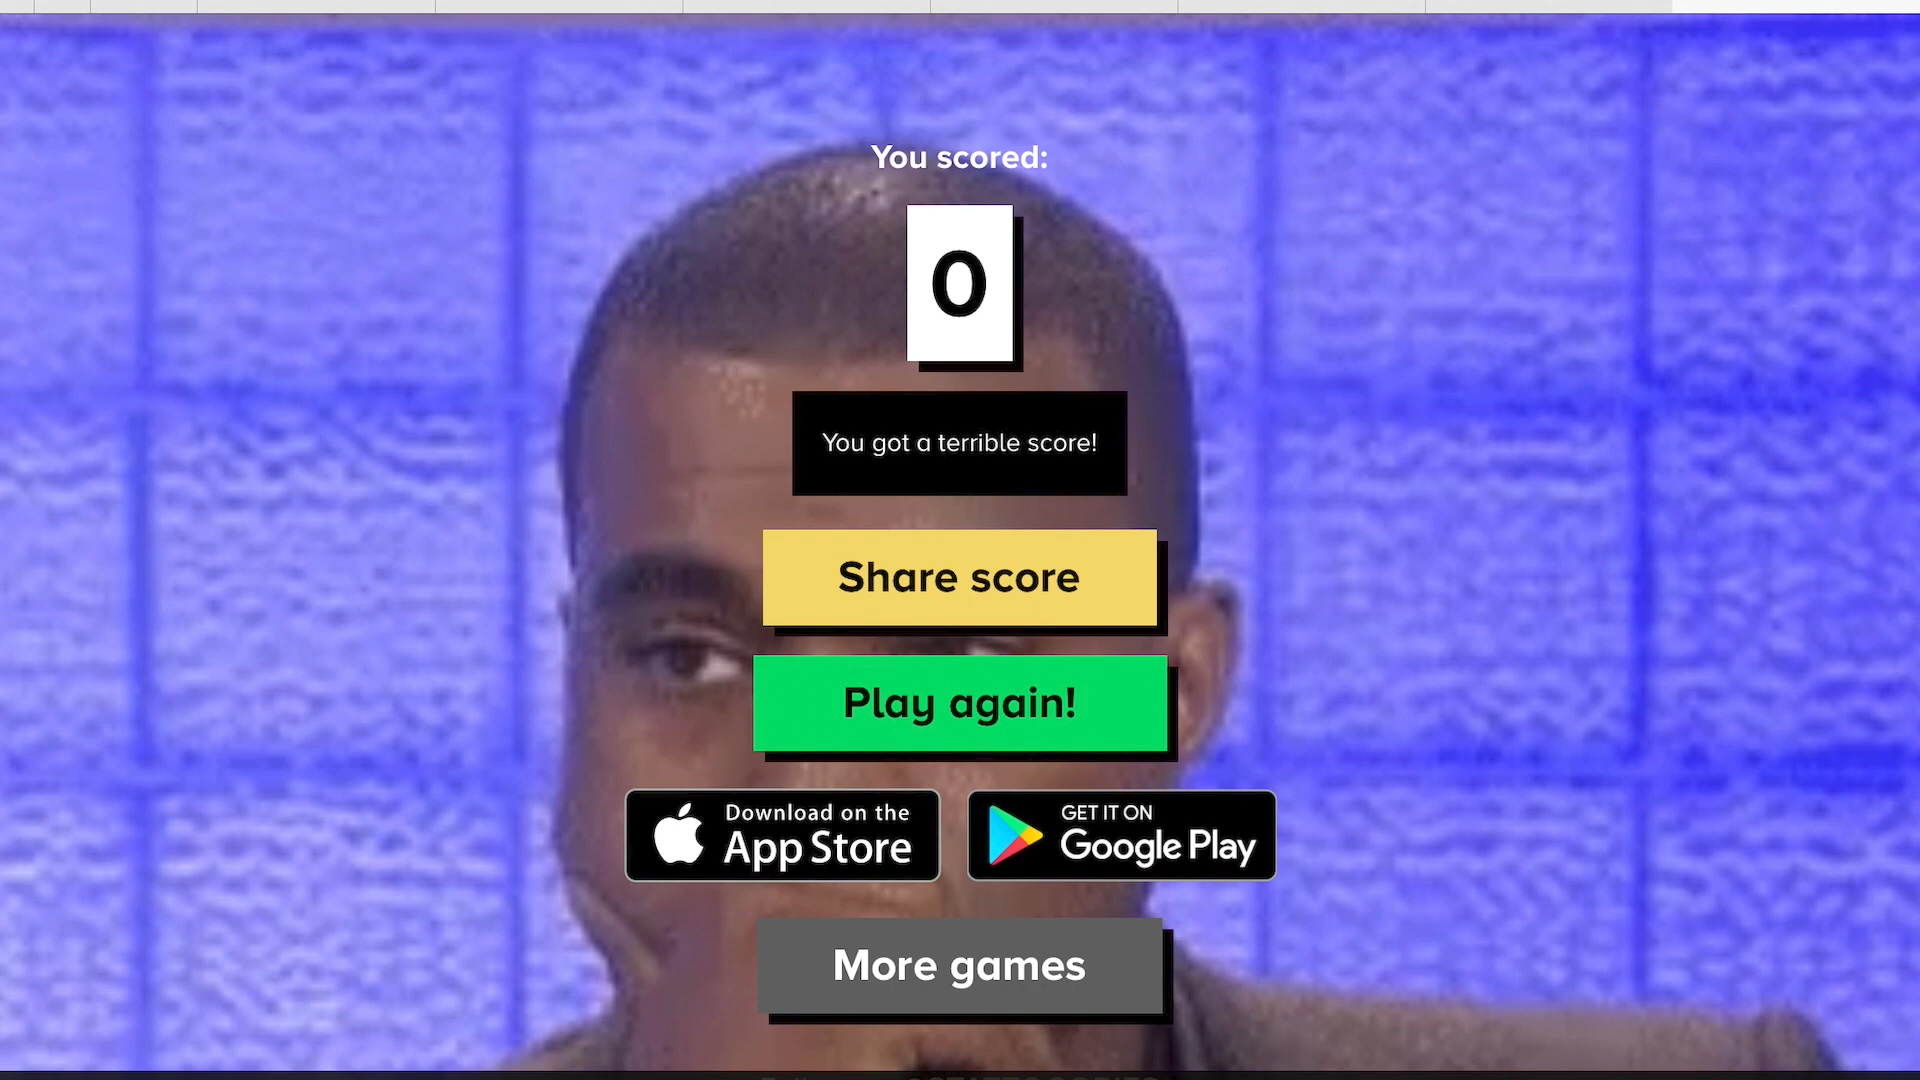 You scored:
0
You got a terrible score!
Share score
Play again!
Download on the
App Store
GET IT ON
Google Play
More games